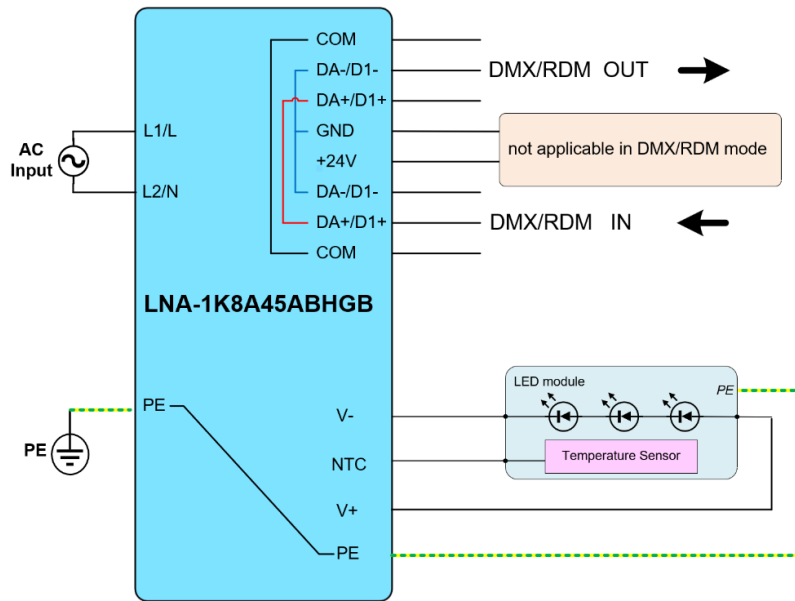 COM
DA-/D1-
DMX/RDM OUT
DA+/D1+
L1/L
GND
not applicable in DMX/RDM mode
AC
Input
+24V
L2/N
DA-/D1-
DA+/D1+
DMX/RDM IN
COM
LNA-1K8A45ABHGB
LED module
PE
PE
V-
PE
NTC
Temperature Sensor
V+
PE